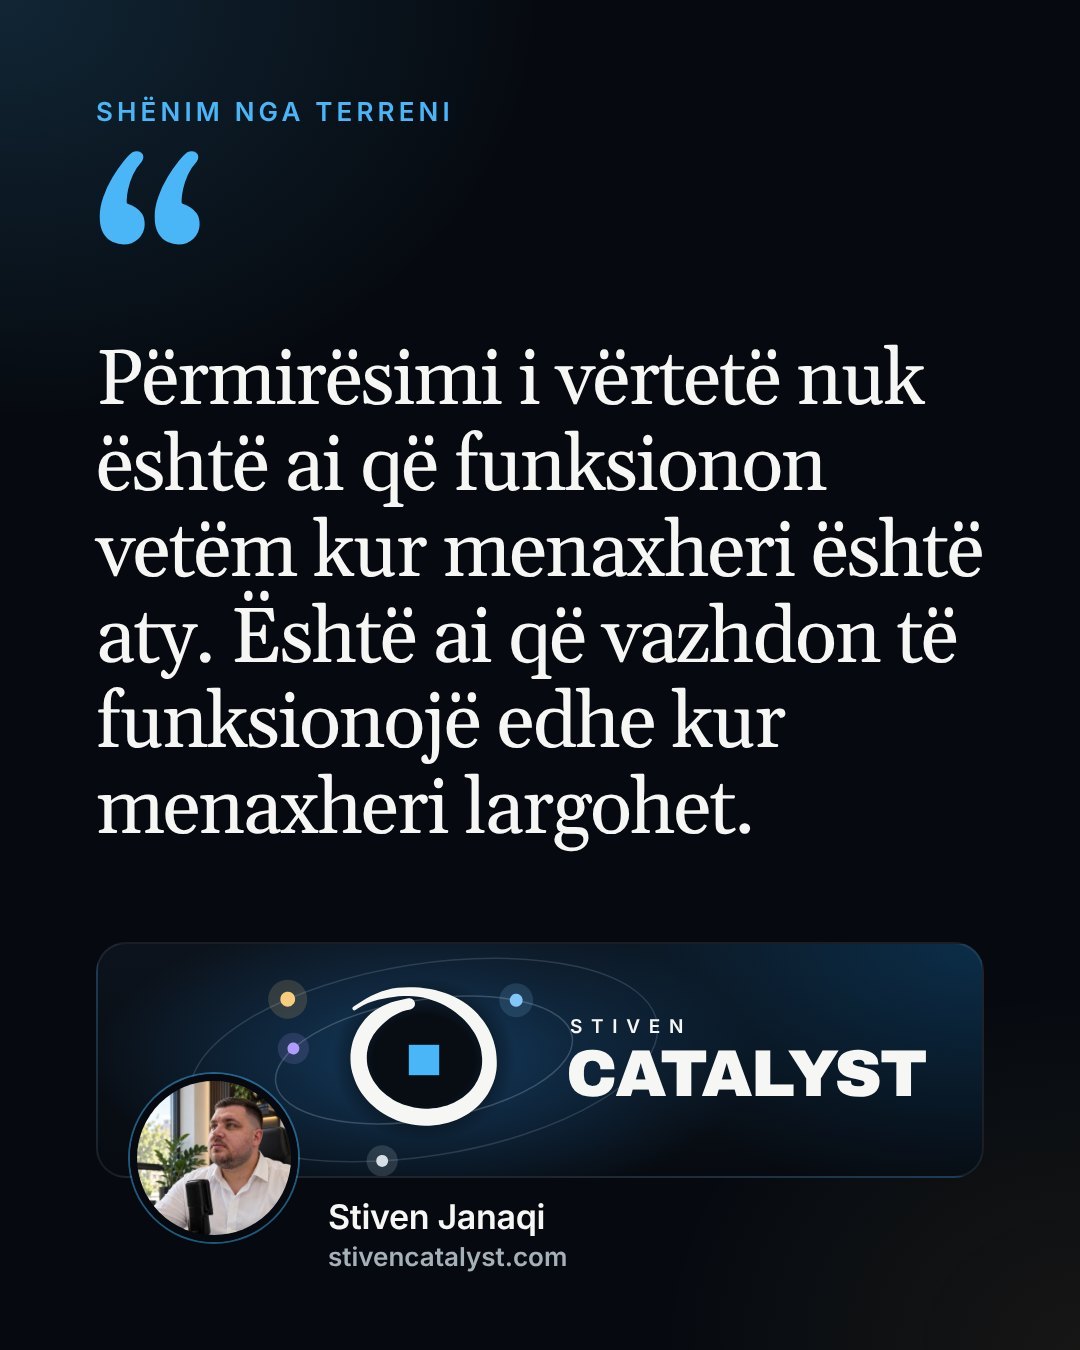 SHËNIM NGA TERRENI
“
Përmirësimi i vërtetë nuk
është ai që funksionon
vetëm kur menaxheri është
aty. Është ai që vazhdon të
funksionojë edhe kur
menaxheri largohet.
STIVEN
CATALYST
Stiven Janaqi
stivencatalyst.com